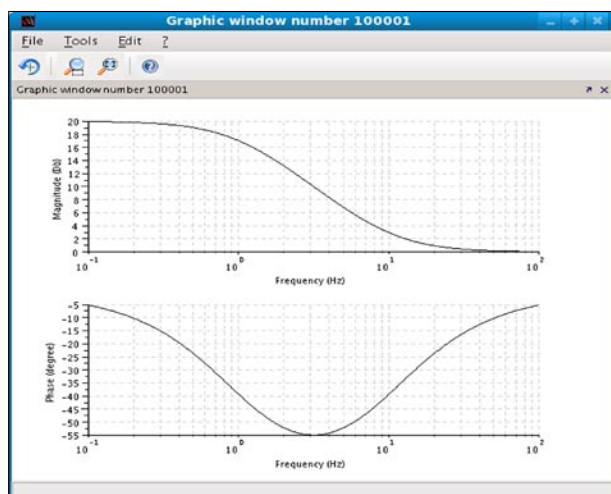 Graphic window number 100001
File Tools Edit ?
Graphic window number 100001
20
18
16
14
12
10
8
6
4
2
0
Magnitude (Db)
10^-1 10^0 10^1 10^2
Frequency (Hz)
-5
-10
-15
-20
-25
-30
-35
-40
-45
-50
-55
Phase (degree)
10^-1 10^0 10^1 10^2
Frequency (Hz)